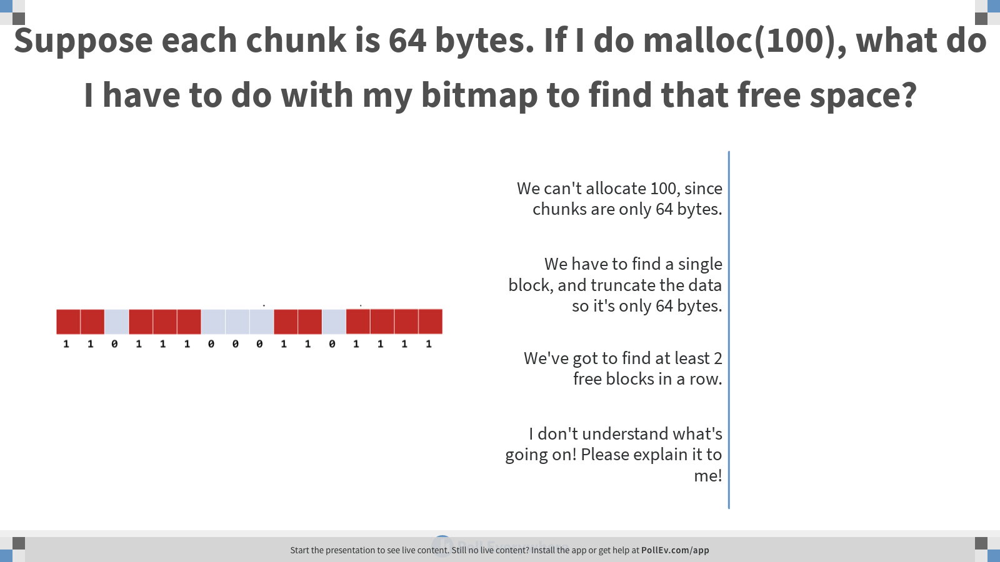 Suppose each chunk is 64 bytes. If I do malloc(100), what do
I have to do with my bitmap to find that free space?
We can't allocate 100, since
chunks are only 64 bytes.
We have to find a single
block, and truncate the data
so it's only 64 bytes.
1 1 0 1 1 1 0 0 0 1 1 0 1 1 1 1
We've got to find at least 2
free blocks in a row.
I don't understand what's
going on! Please explain it to
me!
Start the presentation to see live content. Still no live content? Install the app or get help at PollEv.com/app